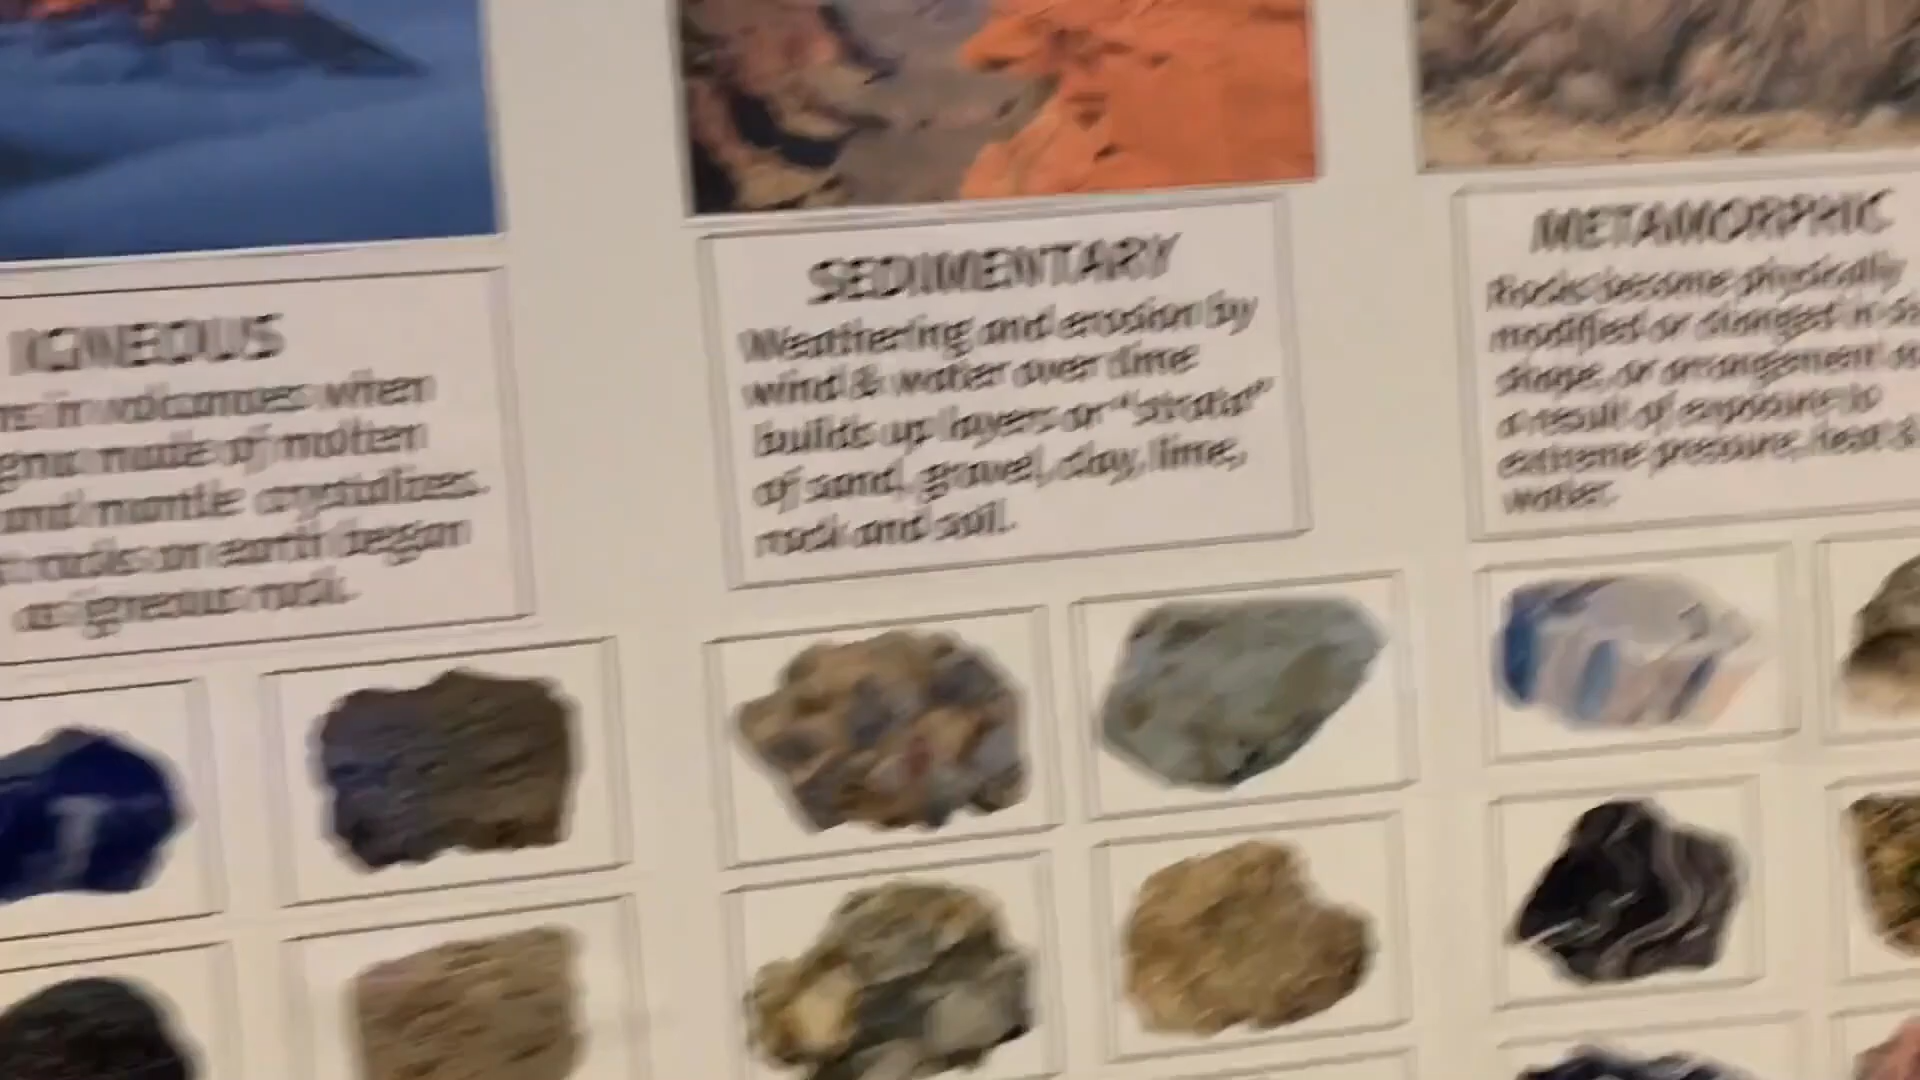 IGNEOUS
in volcanoes when
made of molten
and mantle crystalizes.
rocks on earth began
as igneous rock.
SEDIMENTARY
Weathering and erosion by
wind & water over time
builds up layers or "strata"
of sand, gravel, clay, lime,
rock and soil.
METAMORPHIC
Rocks become physically
modified or changed in
shape, or arrangement
a result of exposure to
extreme pressure, heat &
water.